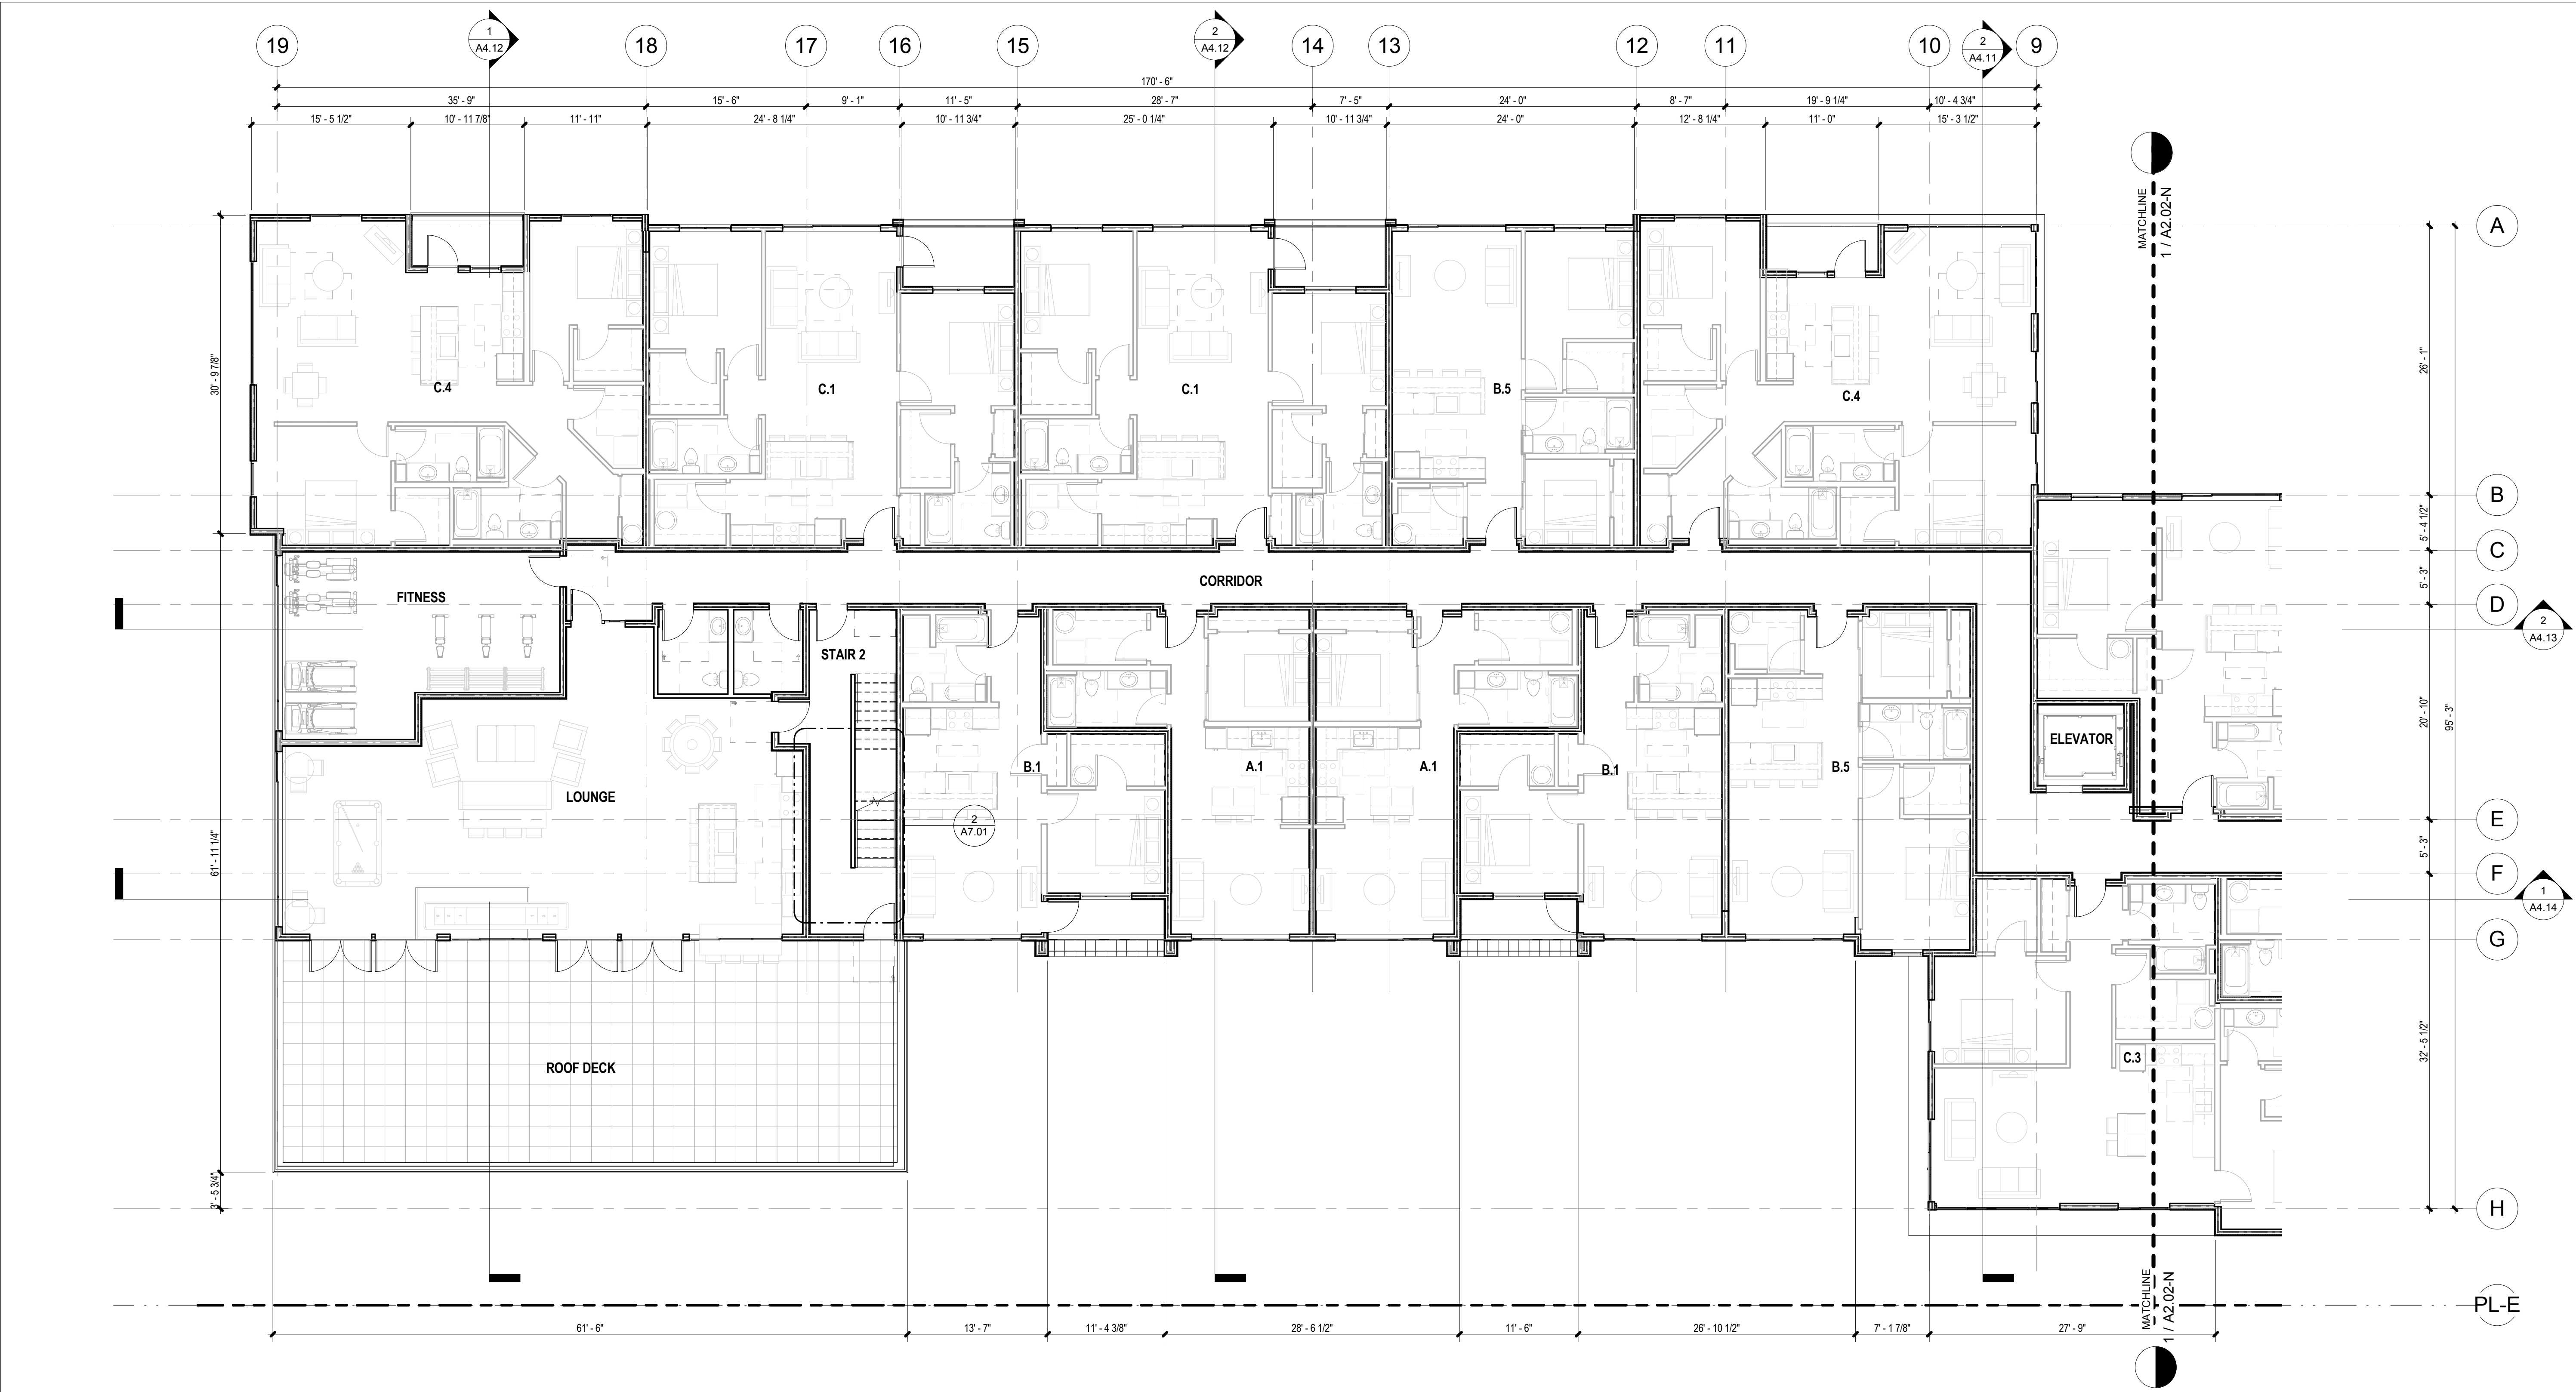 19
1
A4.12
18
17
16
15
2
A4.12
14
13
12
11
10
2
A4.11
9
170' - 6"
35' - 9"
15' - 6"
9' - 1"
11' - 5"
28' - 7"
7' - 5"
24' - 0"
8' - 7"
19' - 9 1/4"
10' - 4 3/4"
15' - 5 1/2"
10' - 11 7/8"
11' - 11"
24' - 8 1/4"
10' - 11 3/4"
25' - 0 1/4"
10' - 11 3/4"
24' - 0"
12' - 8 1/4"
11' - 0"
15' - 3 1/2"
MATCHLINE
1 / A2.02-N
A
30' - 9 7/8"
26' - 1"
C.4
C.1
C.1
B.5
C.4
B
5' - 4 1/2"
C
5' - 3"
CORRIDOR
FITNESS
D
2
A4.13
STAIR 2
20' - 10"
95' - 3"
ELEVATOR
B.1
A.1
A.1
B.1
B.5
LOUNGE
2
A7.01
E
61' - 11 1/4"
5' - 3"
F
1
A4.14
G
32' - 5 1/2"
C.3
ROOF DECK
3' - 5 3/4"
H
MATCHLINE
1 / A2.02-N
PL-E
61' - 6"
13' - 7"
11' - 4 3/8"
28' - 6 1/2"
11' - 6"
26' - 10 1/2"
7' - 1 7/8"
27' - 9"